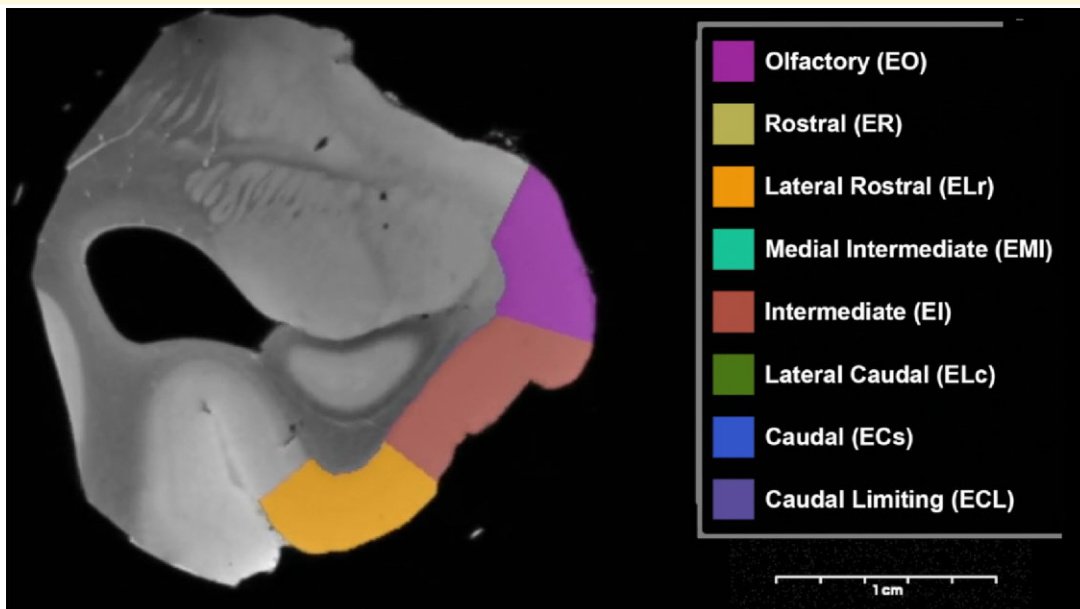 Olfactory (EO)
Rostral (ER)
Lateral Rostral (ELr)
Medial Intermediate (EMI)
Intermediate (EI)
Lateral Caudal (ELc)
Caudal (ECs)
Caudal Limiting (ECL)
1cm